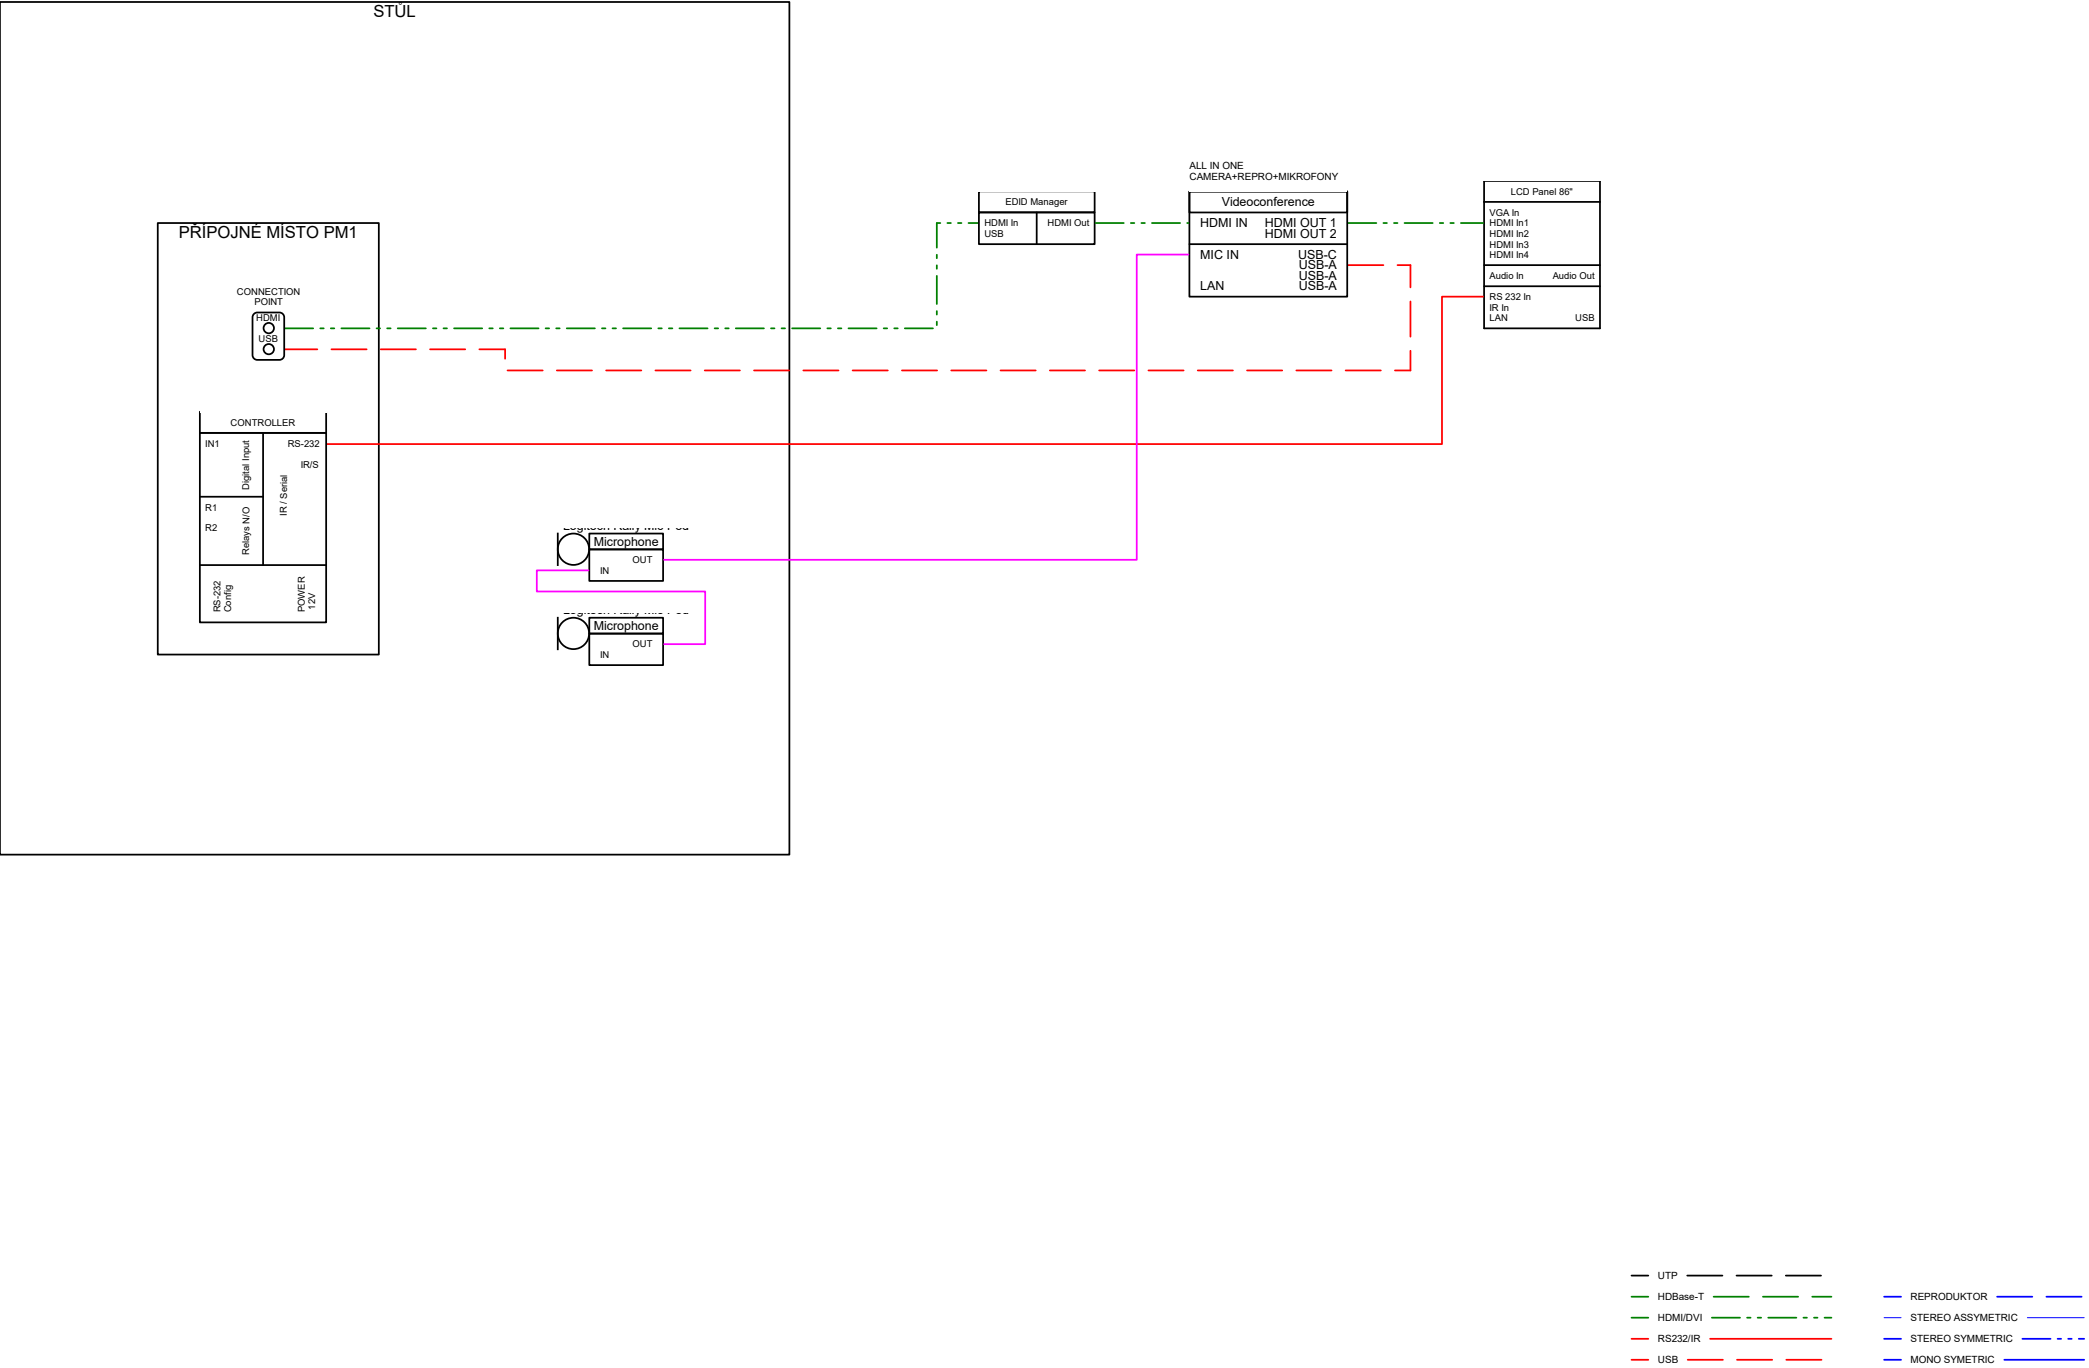 STŮL
PŘÍPOJNÉ MÍSTO PM1
CONNECTION
POINT
HDMI
USB
CONTROLLER
IN1
Digital Input
RS-232
IR/S
IR / Serial
R1
R2
Relays N/O
RS-232
Config
POWER
12V
Microphone
OUT
IN
Microphone
OUT
IN
EDID Manager
HDMI In
HDMI Out
USB
ALL IN ONE
CAMERA+REPRO+MIKROFONY
Videoconference
HDMI IN
HDMI OUT 1
HDMI OUT 2
MIC IN
USB-C
USB-A
USB-A
LAN
USB-A
LCD Panel 86"
VGA In
HDMI In1
HDMI In2
HDMI In3
HDMI In4
Audio In
Audio Out
RS 232 In
IR In
LAN
USB
UTP
HDBase-T
HDMI/DVI
RS232/IR
USB
REPRODUKTOR
STEREO ASSYMETRIC
STEREO SYMMETRIC
MONO SYMETRIC